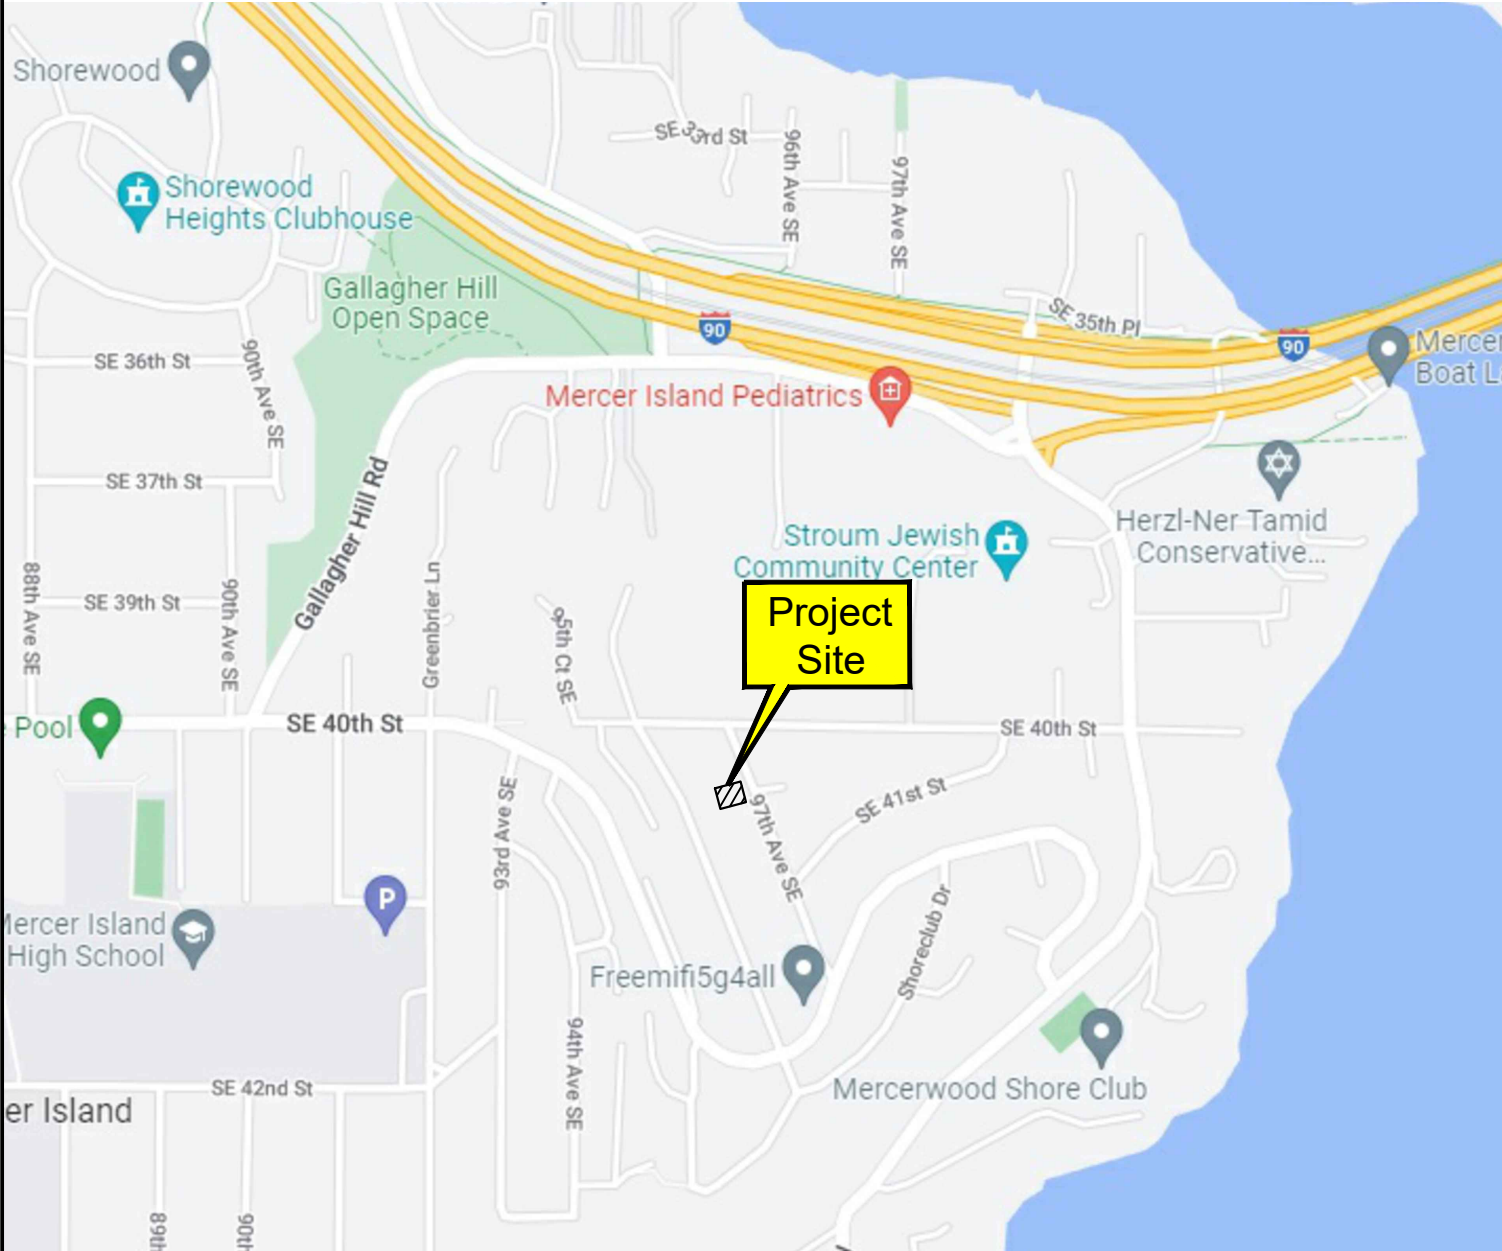 Shorewood
SE 33rd St
96th Ave SE
97th Ave SE
Shorewood
Heights Clubhouse
Gallagher Hill
Open Space
SE 35th Pl
90
90
Mercer
Boat L
SE 36th St
90th Ave SE
Mercer Island Pediatrics
SE 37th St
Gallagher Hill Rd
Herzl-Ner Tamid
Conservative...
Stroum Jewish
Community Center
88th Ave SE
SE 39th St
90th Ave SE
Greenbrier Ln
95th Ct SE
Project
Site
Pool
SE 40th St
SE 40th St
93rd Ave SE
97th Ave SE
SE 41st St
P
Mercer Island
High School
Freemifi5g4all
Shoreclub Dr
94th Ave SE
SE 42nd St
Mercerwood Shore Club
er Island
89th
90th